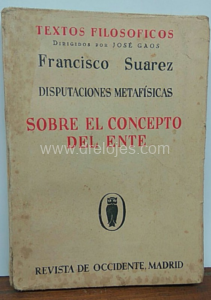 TEXTOS FILOSOFICOS
DIRIGIDOS POR JOSÉ GAOS
Francisco Suarez
DISPUTACIONES METAFÍSICAS
SOBRE EL CONCEPTO
www.dfelojes.com
DEL ENTE
REVISTA DE OCCIDENTE, MADRID